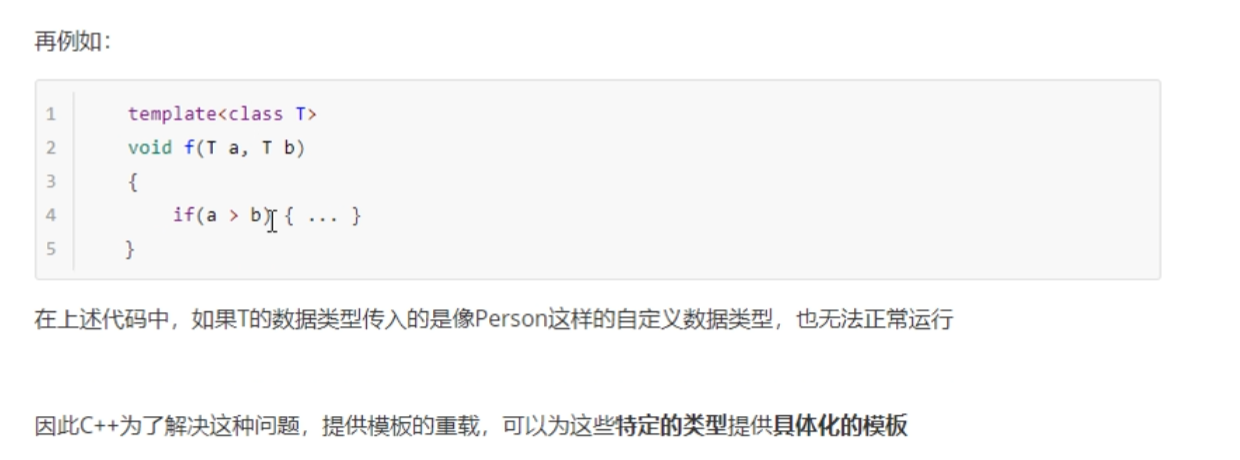 再例如：
1 template<class T>
2 void f(T a, T b)
3 {
4 if(a > b) { ... }
5 }
在上述代码中，如果T的数据类型传入的是像Person这样的自定义数据类型，也无法正常运行
因此C++为了解决这种问题，提供模板的重载，可以为这些特定的类型提供具体化的模板